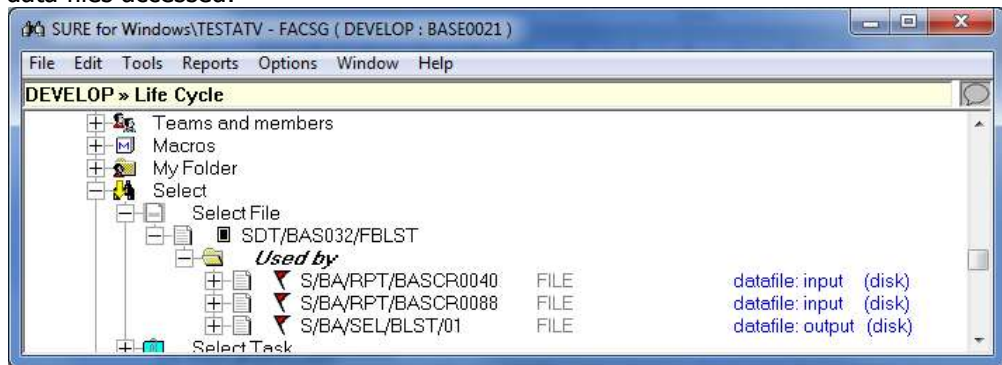 data files accessed.
SURE for Windows\TESTATV - FACSG ( DEVELOP : BASE0021 )
File Edit Tools Reports Options Window Help
DEVELOP » Life Cycle
Teams and members
M Macros
My Folder
Select
Select File
SDT/BAS032/FBLST
Used by
S/BA/RPT/BASCR0040 FILE datafile: input (disk)
S/BA/RPT/BASCR0088 FILE datafile: input (disk)
S/BA/SEL/BLST/01 FILE datafile: output (disk)
Select Task